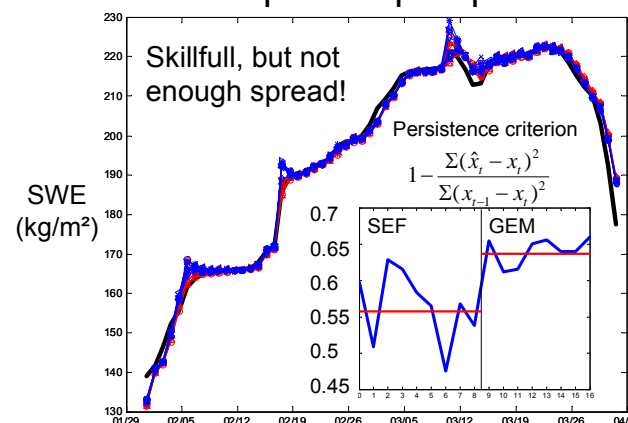 230
220
210
200
190
180
170
160
150
140
130
Skillfull, but not
enough spread!
SWE
(kg/m²)
Persistence criterion
1 − Σ(x̂ₜ − xₜ)² / Σ(xₜ₋₁ − xₜ)²
0.7
0.65
0.6
0.55
0.5
0.45
SEF GEM
0 1 2 3 4 5 6 7 8 9 10 11 12 13 14 15 16
01/29 02/05 02/12 02/19 02/26 03/05 03/12 03/19 03/26